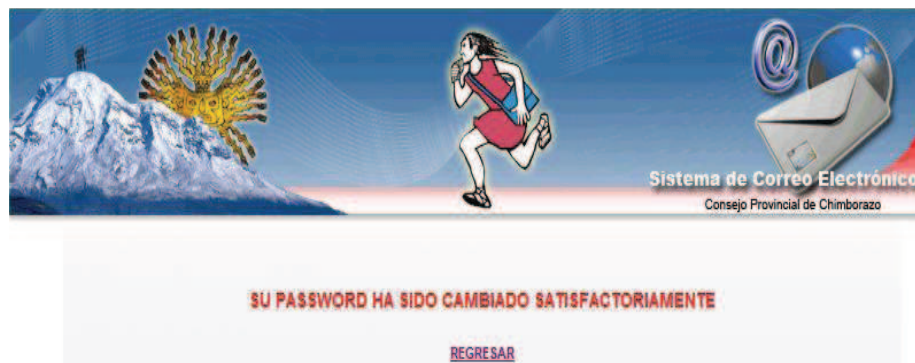 @
Sistema de Correo Electrónico
Consejo Provincial de Chimborazo
SU PASSWORD HA SIDO CAMBIADO SATISFACTORIAMENTE
REGRESAR